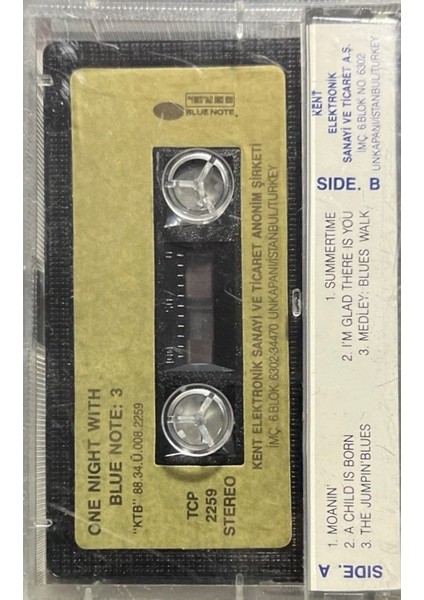 BLUE NOTE.
ONE NIGHT WITH
BLUE NOTE: 3
"KTB" 88.34.Ü.008.2259
TCP
2259
STEREO
KENT ELEKTRONİK SANAYİ VE TİCARET ANONİM ŞİRKETİ
İMÇ. 6.BLOK 6302 34470 UNKAPANI/İSTANBUL/TURKEY
SIDE. A
1. MOANIN'
2. A CHILD IS BORN
3. THE JUMPIN'BLUES
SIDE. B
1. SUMMERTIME
2. I'M GLAD THERE IS YOU
3. MEDLEY: BLUES WALK
KENT
ELEKTRONİK
SANAYİ VE TİCARET A.Ş.
İMÇ. 6.BLOK NO. 6302
UNKAPANI/İSTANBUL/TURKEY